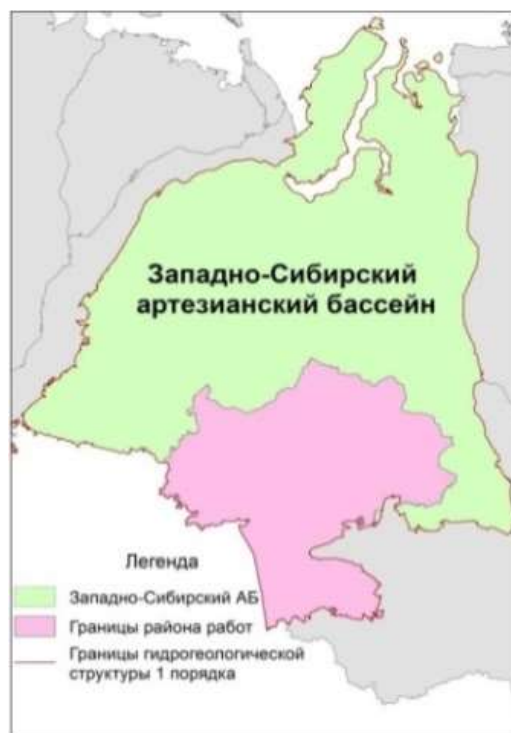 Западно-Сибирский
артезианский бассейн
Легенда
Западно-Сибирский АБ
Границы района работ
Границы гидрогеологической
структуры 1 порядка